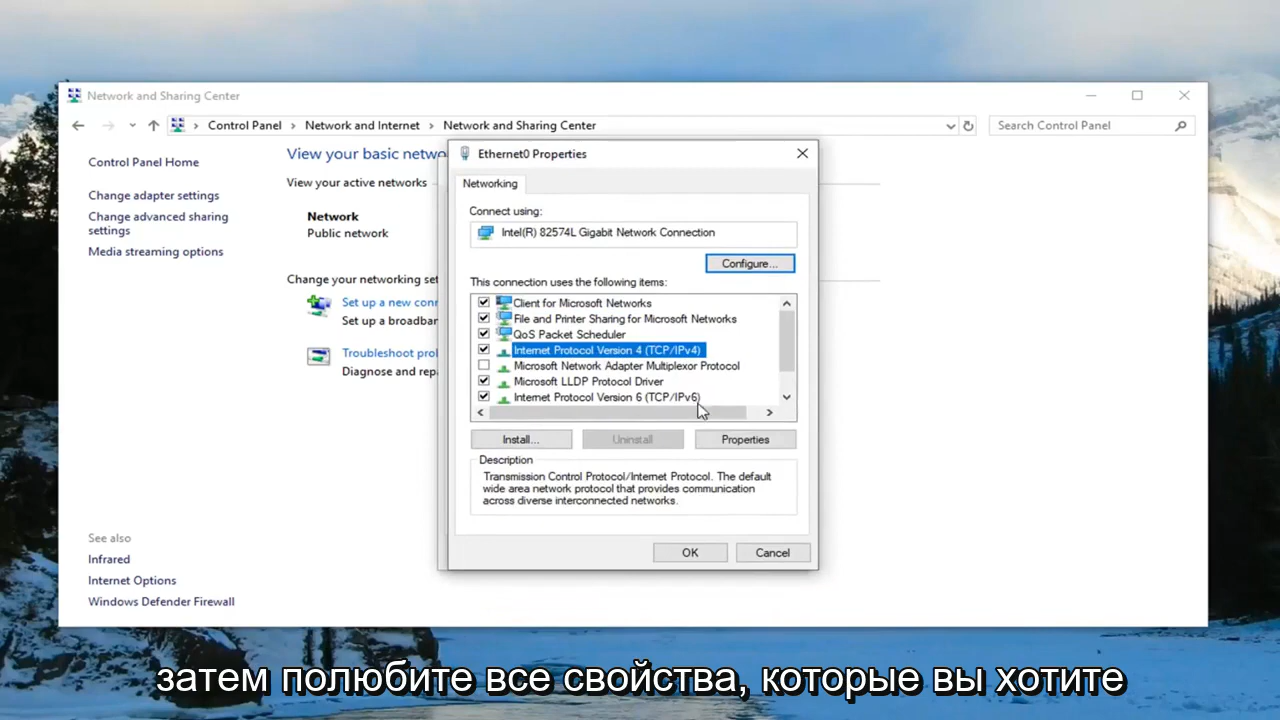 Network and Sharing Center
Control Panel
Network and Internet
Network and Sharing Center
Search Control Panel
Control Panel Home
Change adapter settings
Change advanced sharing
settings
Media streaming options
See also
Infrared
Internet Options
Windows Defender Firewall
View your basic netwo
View your active networks
Network
Public network
Change your networking set
Set up a new conn
Set up a broadban
Troubleshoot prob
Diagnose and repa
Ethernet0 Properties
Networking
Connect using:
Intel(R) 82574L Gigabit Network Connection
Configure...
This connection uses the following items:
Client for Microsoft Networks
File and Printer Sharing for Microsoft Networks
QoS Packet Scheduler
Internet Protocol Version 4 (TCP/IPv4)
Microsoft Network Adapter Multiplexor Protocol
Microsoft LLDP Protocol Driver
Internet Protocol Version 6 (TCP/IPv6)
Install...
Uninstall
Properties
Description
Transmission Control Protocol/Internet Protocol. The default
wide area network protocol that provides communication
across diverse interconnected networks.
OK
Cancel
затем полюбите все свойства, которые вы хотите